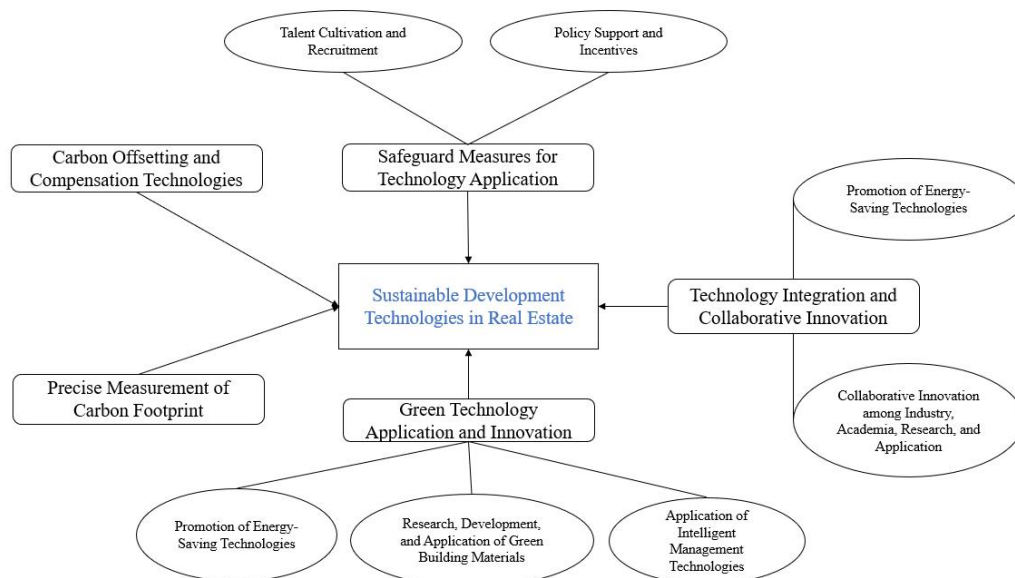 Talent Cultivation and
Recruitment
Policy Support and
Incentives
Carbon Offsetting and
Compensation Technologies
Safeguard Measures for
Technology Application
Promotion of Energy-
Saving Technologies
Sustainable Development
Technologies in Real Estate
Technology Integration and
Collaborative Innovation
Precise Measurement of
Carbon Footprint
Green Technology
Application and Innovation
Collaborative Innovation
among Industry,
Academia, Research, and
Application
Promotion of Energy-
Saving Technologies
Research, Development,
and Application of Green
Building Materials
Application of
Intelligent
Management
Technologies